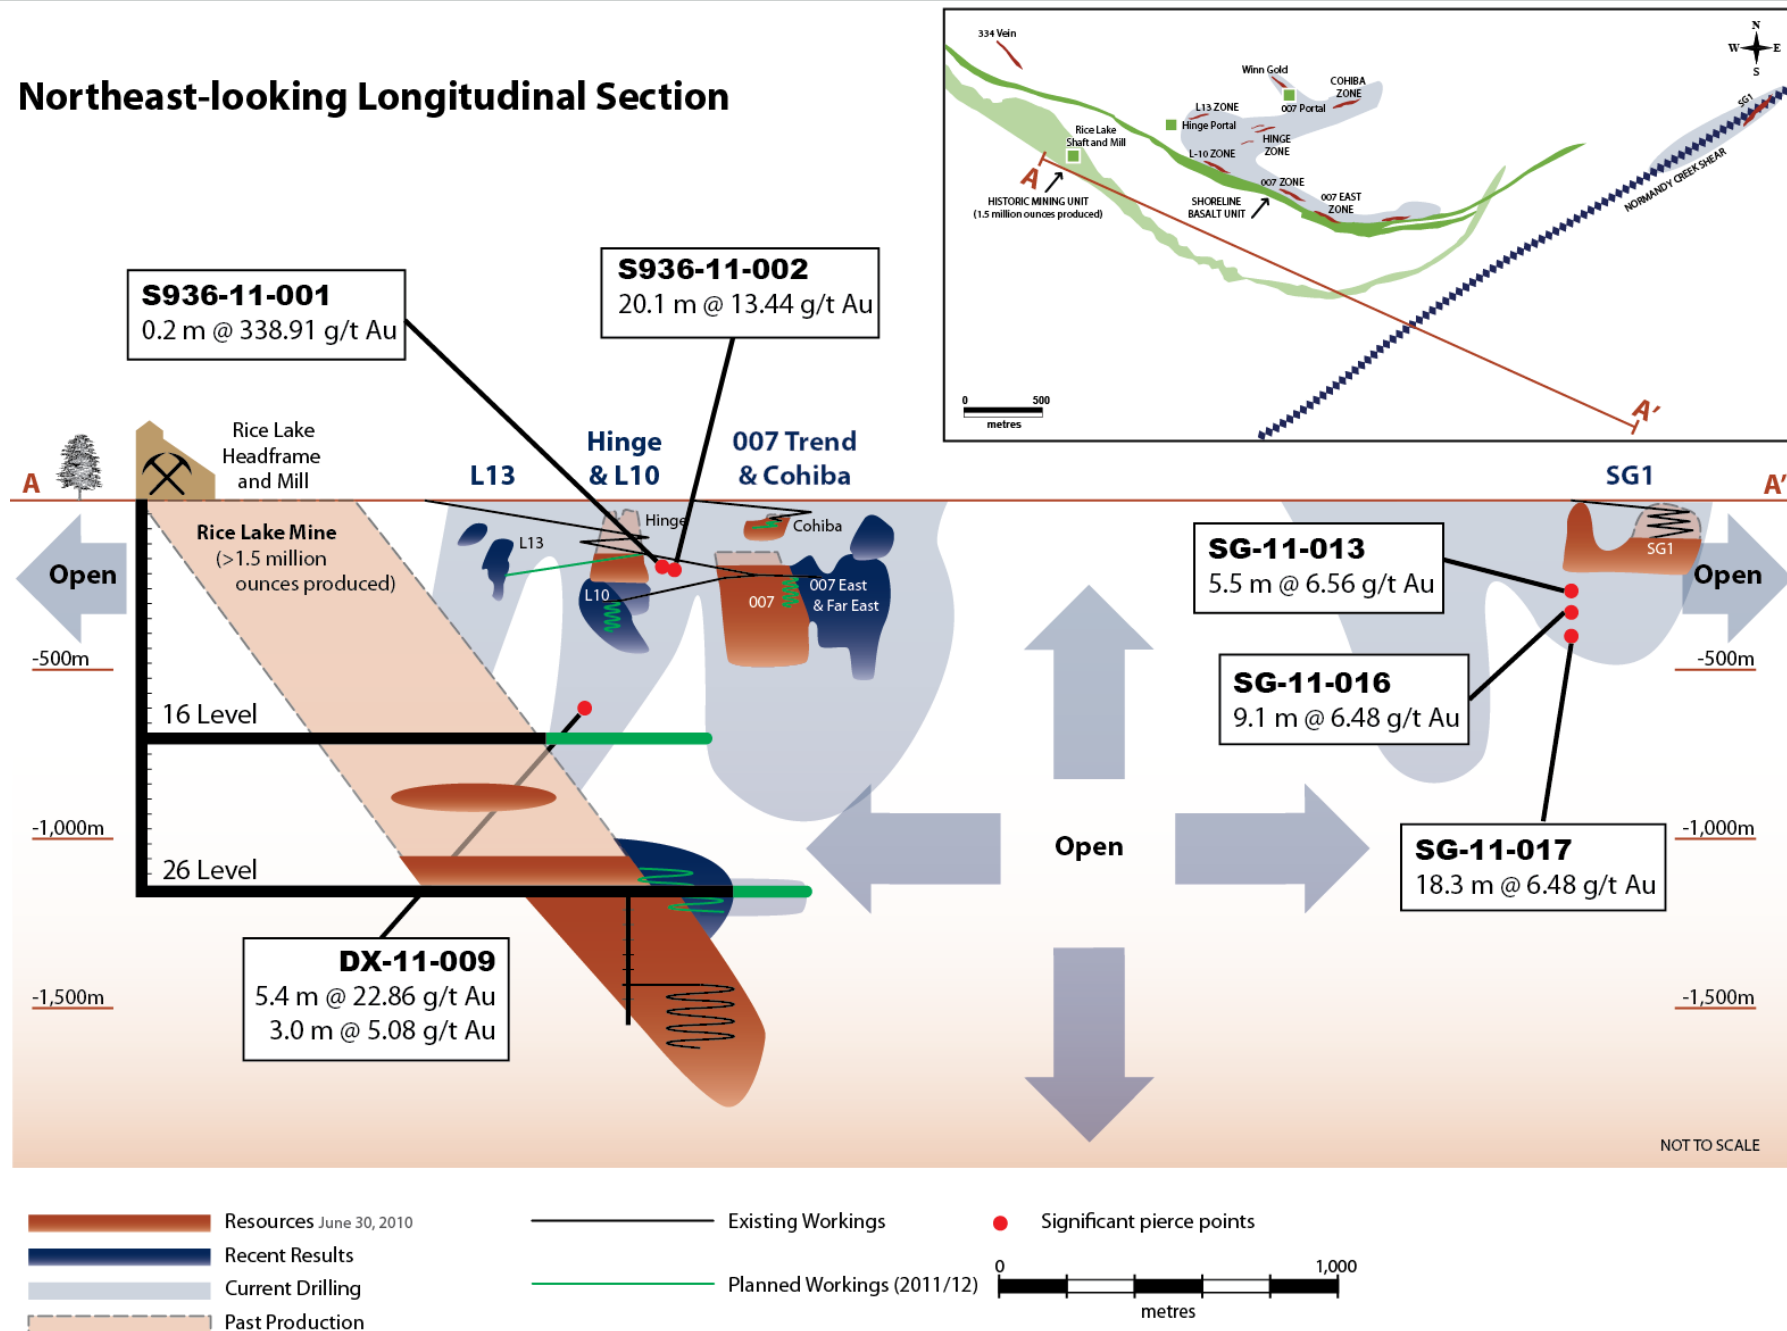 Northeast-looking Longitudinal Section
334 Vein
N
W E
S
Winn Gold
COHIBA
ZONE
007 Portal
L13 ZONE
Hinge Portal
HINGE
ZONE
Rice Lake
Shaft and Mill
L-10 ZONE
A
HISTORIC MINING UNIT
(1.5 million ounces produced)
007 ZONE
SHORELINE
BASALT UNIT
007 EAST
ZONE
SG1
NORMANDY CREEK SHEAR
0 500
metres
A'
S936-11-001
0.2 m @ 338.91 g/t Au
S936-11-002
20.1 m @ 13.44 g/t Au
A
Rice Lake
Headframe
and Mill
L13
Hinge
& L10
007 Trend
& Cohiba
SG1
A'
Rice Lake Mine
(>1.5 million
ounces produced)
Open
L13
Hinge
L10
Cohiba
007
007 East
& Far East
SG1
Open
SG-11-013
5.5 m @ 6.56 g/t Au
SG-11-016
9.1 m @ 6.48 g/t Au
SG-11-017
18.3 m @ 6.48 g/t Au
-500m
-500m
16 Level
-1,000m
-1,000m
Open
26 Level
DX-11-009
5.4 m @ 22.86 g/t Au
3.0 m @ 5.08 g/t Au
-1,500m
-1,500m
NOT TO SCALE
Resources June 30, 2010
Recent Results
Current Drilling
Past Production
Existing Workings
Planned Workings (2011/12)
Significant pierce points
0 1,000
metres